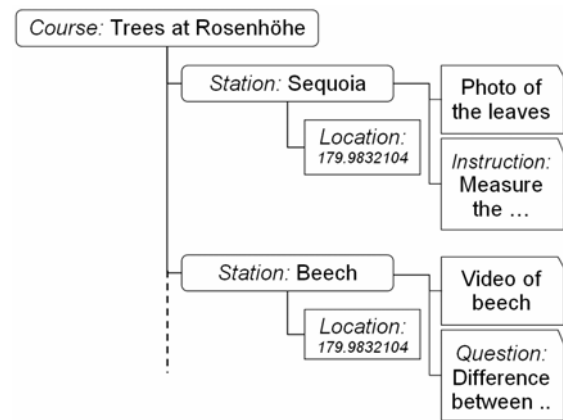 Course: Trees at Rosenhöhe
Station: Sequoia
Photo of
the leaves
Location:
179.9832104
Instruction:
Measure
the ...
Station: Beech
Video of
beech
Location:
179.9832104
Question:
Difference
between ..